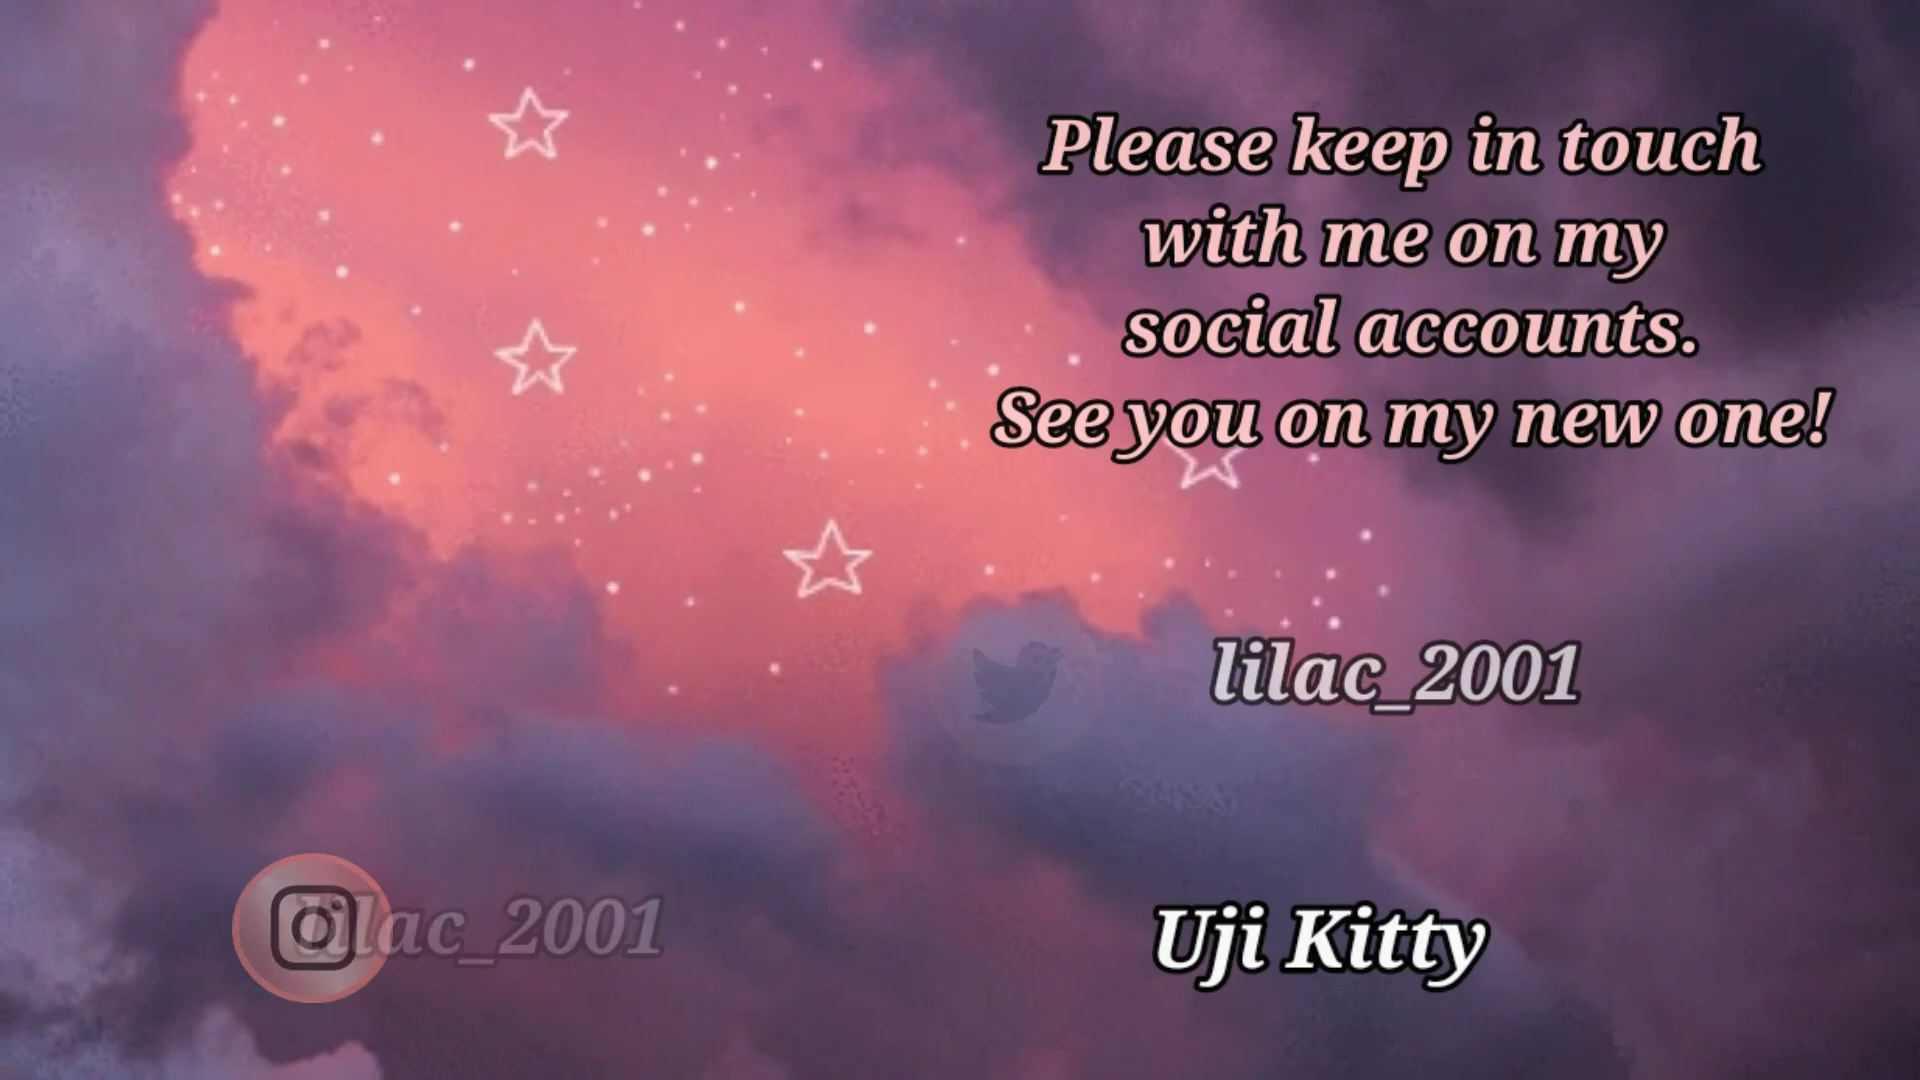 Please keep in touch
with me on my
social accounts.
See you on my new one!
lilac_2001
lilac_2001
Uji Kitty